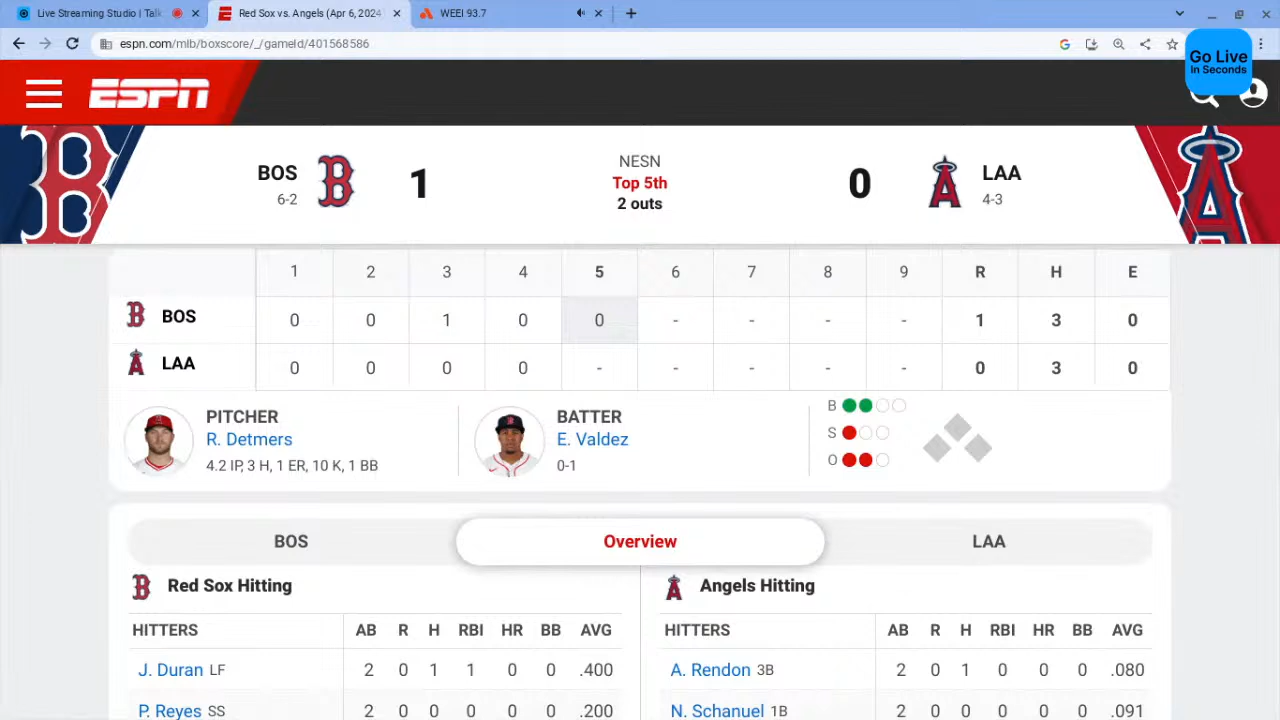 Live Streaming Studio | Talk
Red Sox vs. Angels (Apr 6, 2024
WEEI 93.7
espn.com/mlb/boxscore/_/gameId/401568586
Go Live
in Seconds
ESPN
BOS
6-2
1
NESN
Top 5th
2 outs
0
LAA
4-3
1 2 3 4 5 6 7 8 9 R H E
BOS 0 0 1 0 0 - - - - 1 3 0
LAA 0 0 0 0 - - - - - 0 3 0
PITCHER
R. Detmers
4.2 IP, 3 H, 1 ER, 10 K, 1 BB
BATTER
E. Valdez
0-1
B
S
O
BOS Overview LAA
Red Sox Hitting
HITTERS AB R H RBI HR BB AVG
J. Duran LF 2 0 1 1 0 0 .400
P. Reyes SS 2 0 0 0 0 0 .200
Angels Hitting
HITTERS AB R H RBI HR BB AVG
A. Rendon 3B 2 0 1 0 0 0 .080
N. Schanuel 1B 2 0 0 0 0 0 .091